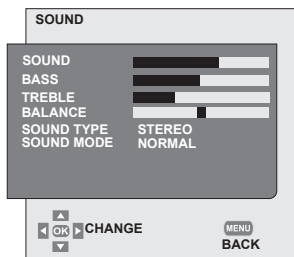 SOUND
SOUND
BASS
TREBLE
BALANCE
SOUND TYPE STEREO
SOUND MODE NORMAL
OK CHANGE
MENU
BACK